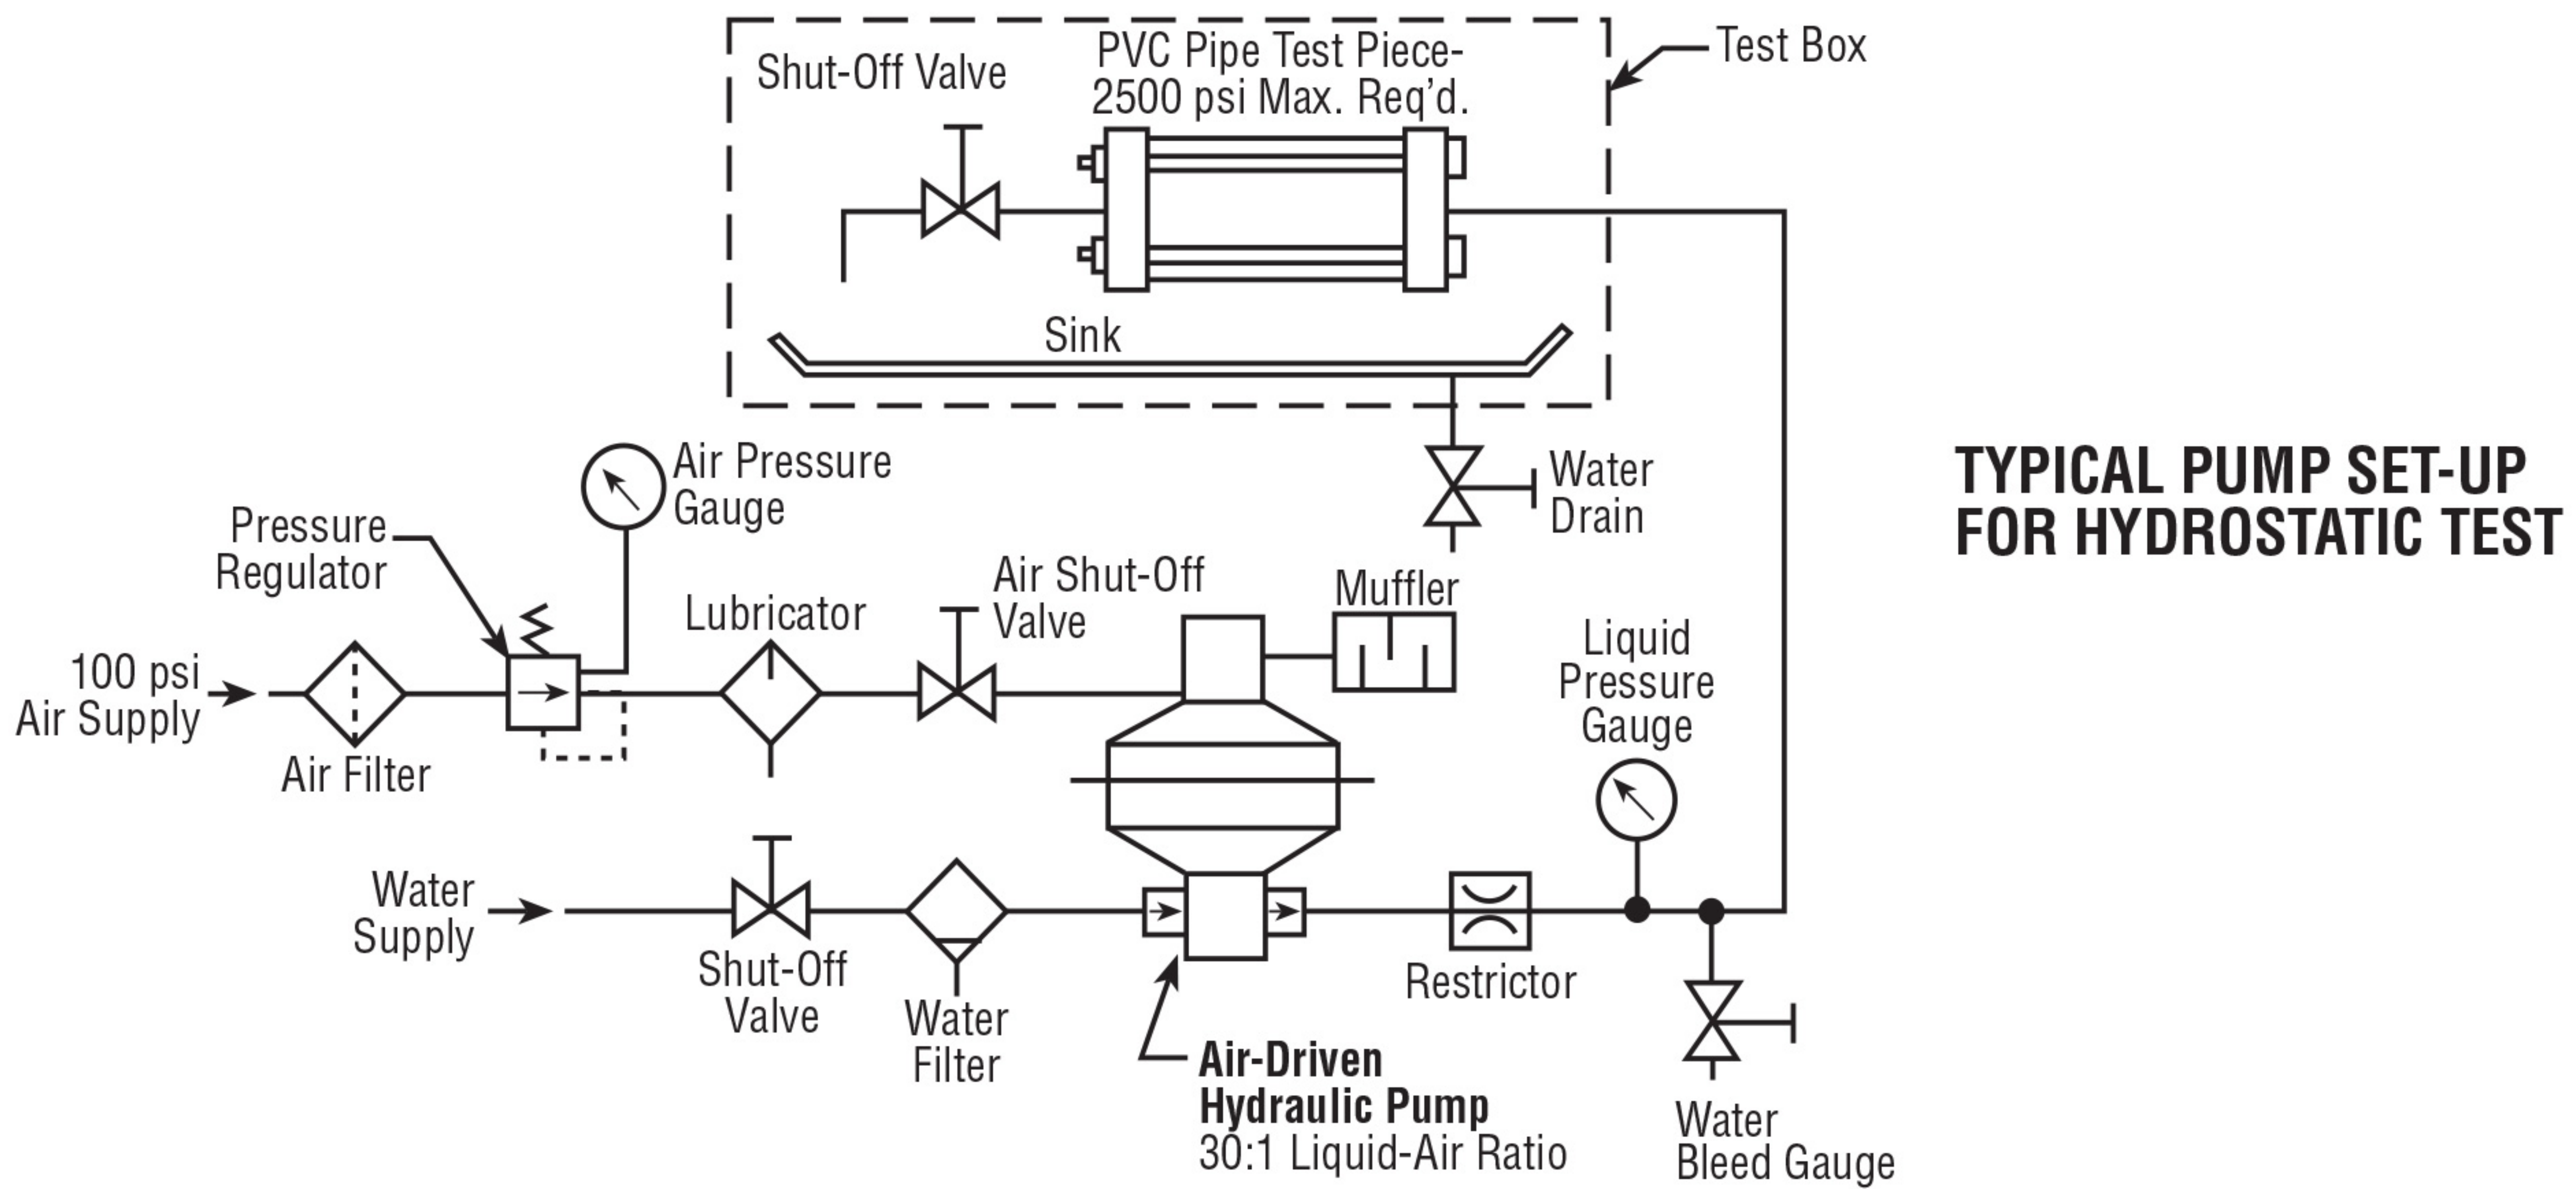 Shut-Off Valve
PVC Pipe Test Piece-
2500 psi Max. Req’d.
Test Box
Sink
Water
Drain
TYPICAL PUMP SET-UP
FOR HYDROSTATIC TEST
Air Pressure
Gauge
Pressure
Regulator
Lubricator
Air Shut-Off
Valve
Muffler
Liquid
Pressure
Gauge
100 psi
Air Supply
Air Filter
Water
Supply
Shut-Off
Valve
Water
Filter
Restrictor
Air-Driven
Hydraulic Pump
30:1 Liquid-Air Ratio
Water
Bleed Gauge